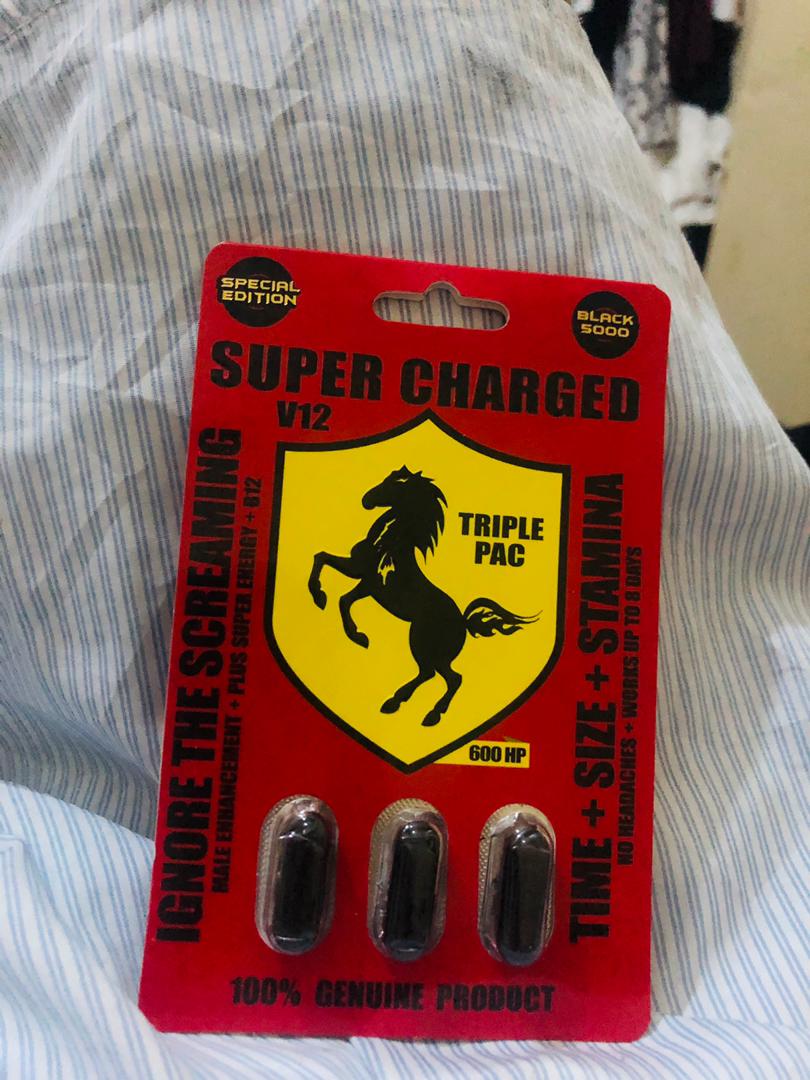 SPECIAL
EDITION
BLACK
5000
SUPER CHARGED
V12
TRIPLE
PAC
600 HP
IGNORE THE SCREAMING
MALE ENHANCEMENT + PLUS SUPER ENERGY + B12
TIME + SIZE + STAMINA
NO HEADACHES + WORKS UP TO 8 DAYS
100% GENUINE PRODUCT